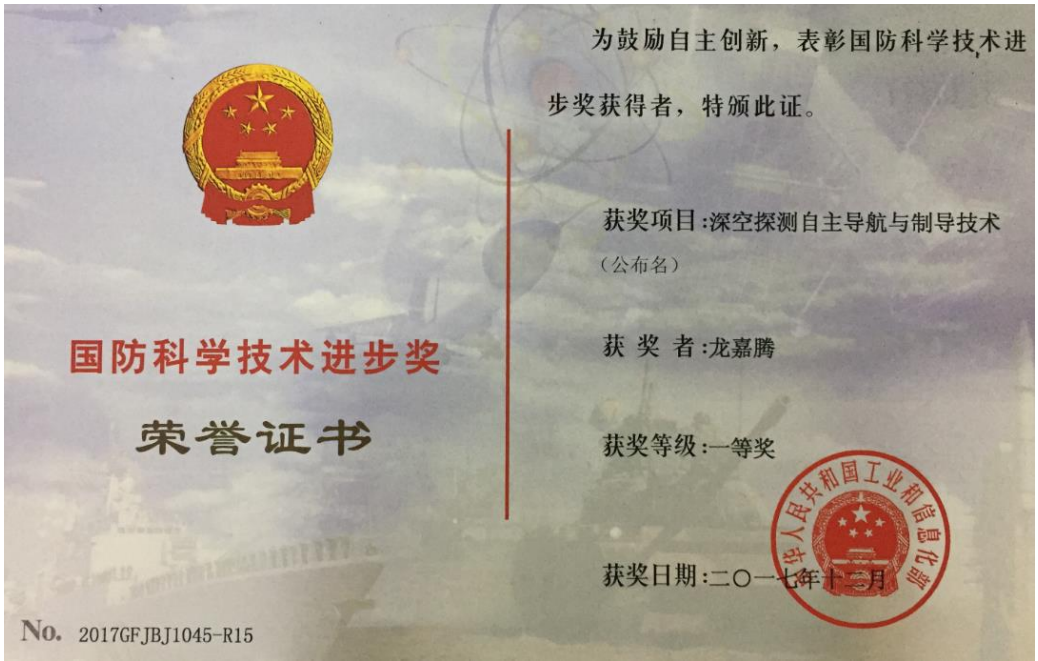 国防科学技术进步奖
荣誉证书
No. 2017GFJBJ1045-R15
为鼓励自主创新，表彰国防科学技术进
步奖获得者，特颁此证。
获奖项目:深空探测自主导航与制导技术
（公布名）
获 奖 者:龙嘉腾
获奖等级:一等奖
获奖日期:二〇一七年十二月
中华人民共和国工业和信息化部